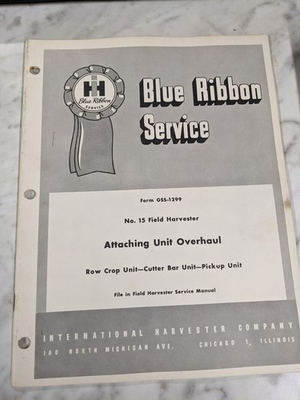 IH
Blue Ribbon
SERVICE
Blue Ribbon
Service
Form GSS-1299
No. 15 Field Harvester
Attaching Unit Overhaul
Row Crop Unit—Cutter Bar Unit—Pickup Unit
File in Field Harvester Service Manual
INTERNATIONAL HARVESTER COMPANY
180 NORTH MICHIGAN AVE. CHICAGO 1, ILLINOIS